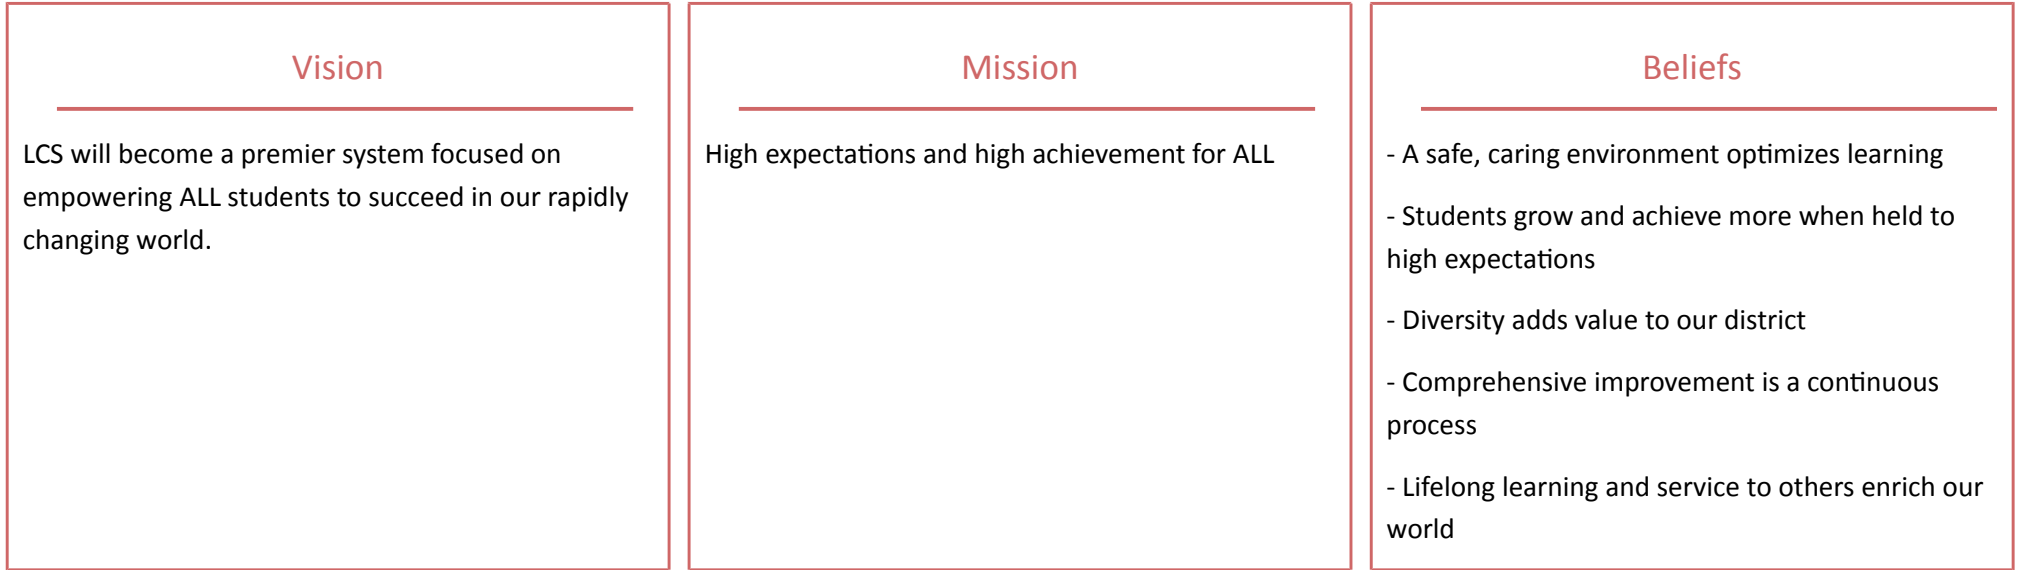 Vision
LCS will become a premier system focused on
empowering ALL students to succeed in our rapidly
changing world.
Mission
High expectations and high achievement for ALL
Beliefs
- A safe, caring environment optimizes learning
- Students grow and achieve more when held to
high expectations
- Diversity adds value to our district
- Comprehensive improvement is a continuous
process
- Lifelong learning and service to others enrich our
world